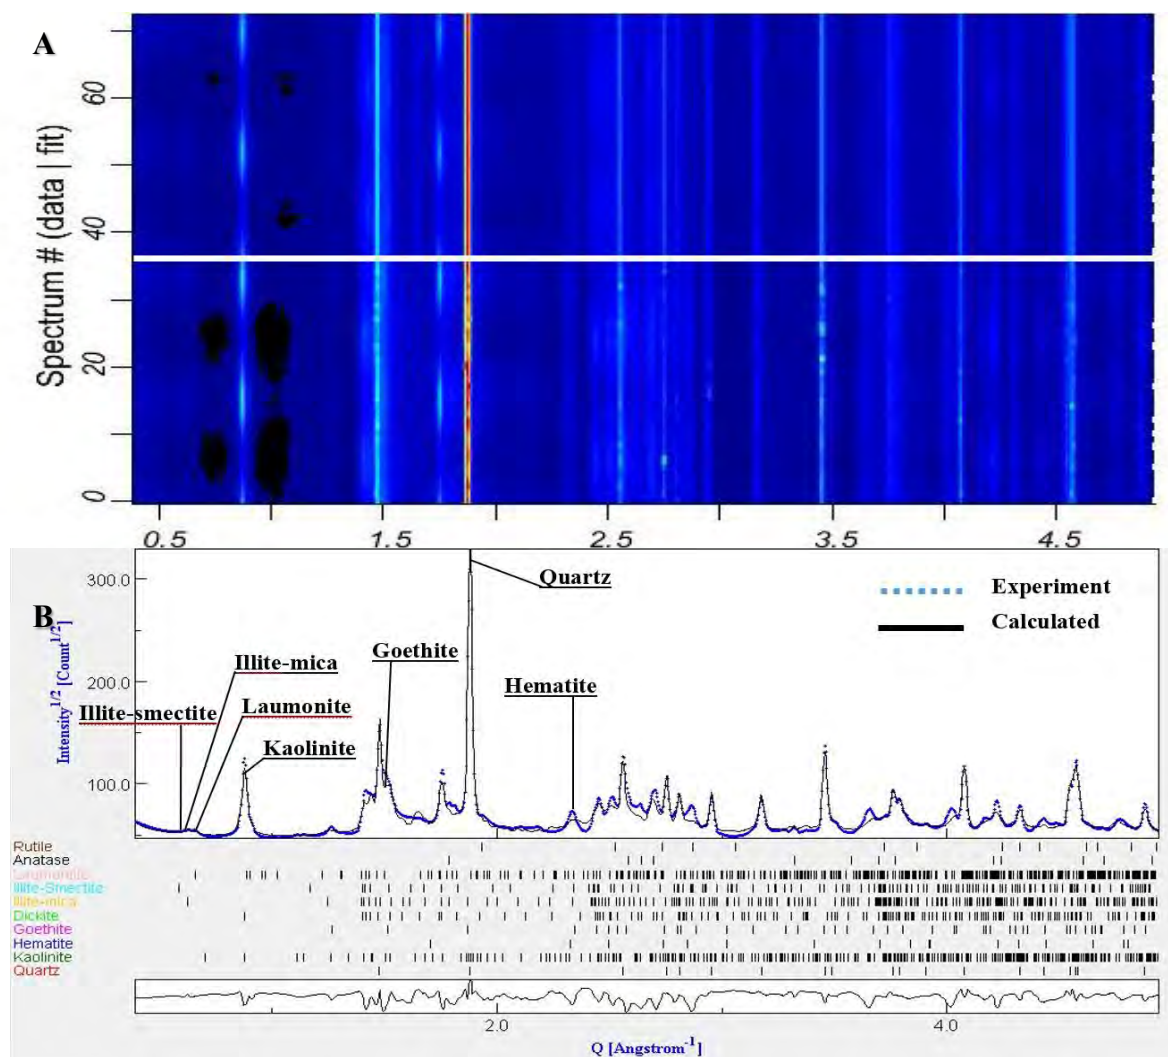 A
Spectrum # (data | fit)
60
40
20
0
0.5
1.5
2.5
3.5
4.5
B
Intensity1/2 [Count1/2]
300.0
200.0
100.0
Quartz
Experiment
Calculated
Goethite
Illite-mica
Hematite
Illite-smectite
Laumonite
Kaolinite
Rutile
Anatase
Laumonite
Illite-Smectite
Illite-mica
Dickite
Goethite
Hematite
Kaolinite
Quartz
2.0
4.0
Q [Angstrom-1]